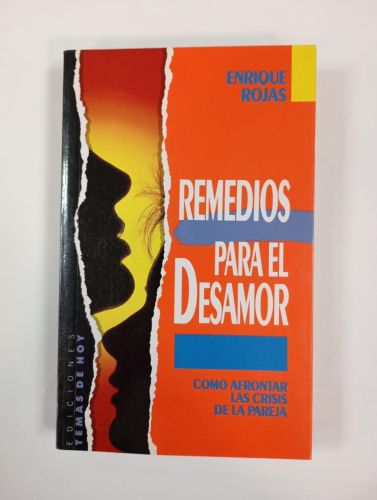 ENRIQUE
ROJAS
REMEDIOS
PARA EL
DESAMOR
COMO AFRONTAR
LAS CRISIS
DE LA PAREJA
EDICIONES
TEMAS DE HOY